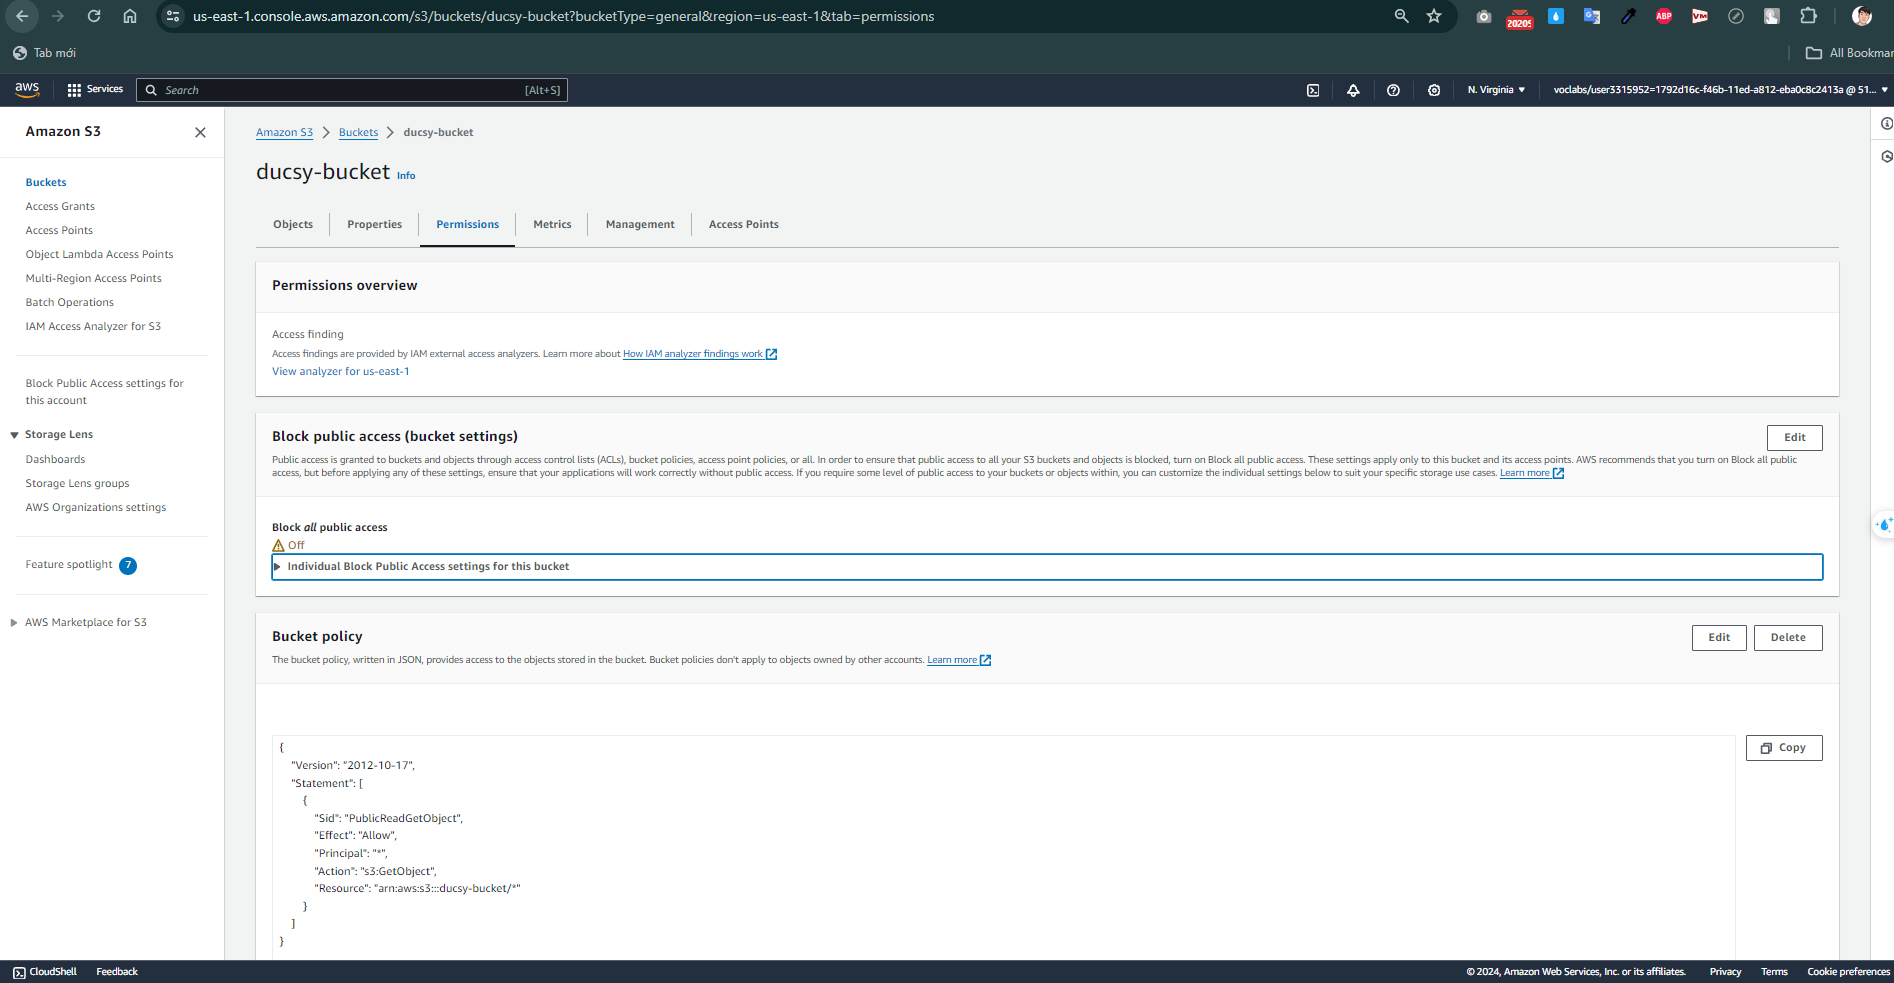 us-east-1.console.aws.amazon.com/s3/buckets/ducsy-bucket?bucketType=general&region=us-east-1&tab=permissions
2020$
ABP
VM
Tab mới
All Bookmar
aws
Services
Search
[Alt+S]
N. Virginia
voclabs/user3315952=1792d16c-f46b-11ed-a812-eba0c8c2413a @ 51...
Amazon S3
Buckets
Access Grants
Access Points
Object Lambda Access Points
Multi-Region Access Points
Batch Operations
IAM Access Analyzer for S3
Block Public Access settings for
this account
Storage Lens
Dashboards
Storage Lens groups
AWS Organizations settings
Feature spotlight 7
AWS Marketplace for S3
Amazon S3 > Buckets > ducsy-bucket
ducsy-bucket Info
Objects
Properties
Permissions
Metrics
Management
Access Points
Permissions overview
Access finding
Access findings are provided by IAM external access analyzers. Learn more about How IAM analyzer findings work
View analyzer for us-east-1
Block public access (bucket settings)
Edit
Public access is granted to buckets and objects through access control lists (ACLs), bucket policies, access point policies, or all. In order to ensure that public access to all your S3 buckets and objects is blocked, turn on Block all public access. These settings apply only to this bucket and its access points. AWS recommends that you turn on Block all public
access, but before applying any of these settings, ensure that your applications will work correctly without public access. If you require some level of public access to your buckets or objects within, you can customize the individual settings below to suit your specific storage use cases. Learn more
Block all public access
Off
Individual Block Public Access settings for this bucket
Bucket policy
Edit
Delete
The bucket policy, written in JSON, provides access to the objects stored in the bucket. Bucket policies don't apply to objects owned by other accounts. Learn more
Copy
{
"Version": "2012-10-17",
"Statement": [
{
"Sid": "PublicReadGetObject",
"Effect": "Allow",
"Principal": "*",
"Action": "s3:GetObject",
"Resource": "arn:aws:s3:::ducsy-bucket/*"
}
]
}
CloudShell
Feedback
© 2024, Amazon Web Services, Inc. or its affiliates.
Privacy
Terms
Cookie preferences